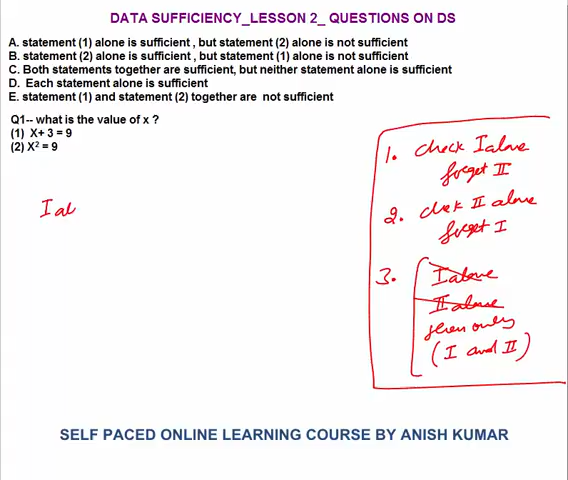 DATA SUFFICIENCY_LESSON 2_ QUESTIONS ON DS
A. statement (1) alone is sufficient , but statement (2) alone is not sufficient
B. statement (2) alone is sufficient , but statement (1) alone is not sufficient
C. Both statements together are sufficient, but neither statement alone is sufficient
D. Each statement alone is sufficient
E. statement (1) and statement (2) together are not sufficient
Q1-- what is the value of x ?
(1) X+ 3 = 9
(2) X² = 9
I al
1. check I alone
forget II
2. chek II alone
forget I
3. I alone
II alone
then only
(I and II)
SELF PACED ONLINE LEARNING COURSE BY ANISH KUMAR